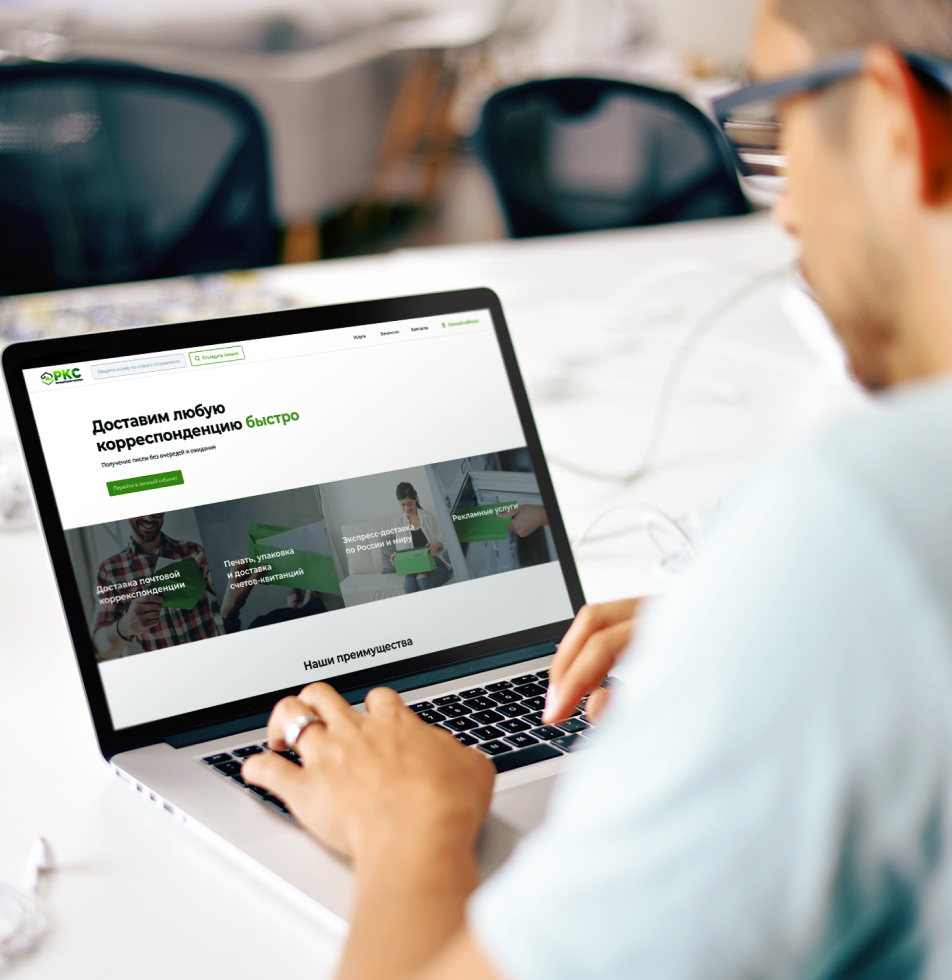 РКС
Введите номер почтового отправления
Отследить письмо
Услуги
Вакансии
Контакты
Личный кабинет
Доставим любую
корреспонденцию быстро
Получение писем без очередей и ожидания
Перейти в личный кабинет
Доставка почтовой
корреспонденции
Печать, упаковка
и доставка
счетов-квитанций
Экспресс-доставка
по России и миру
Рекламные услуги
Наши преимущества